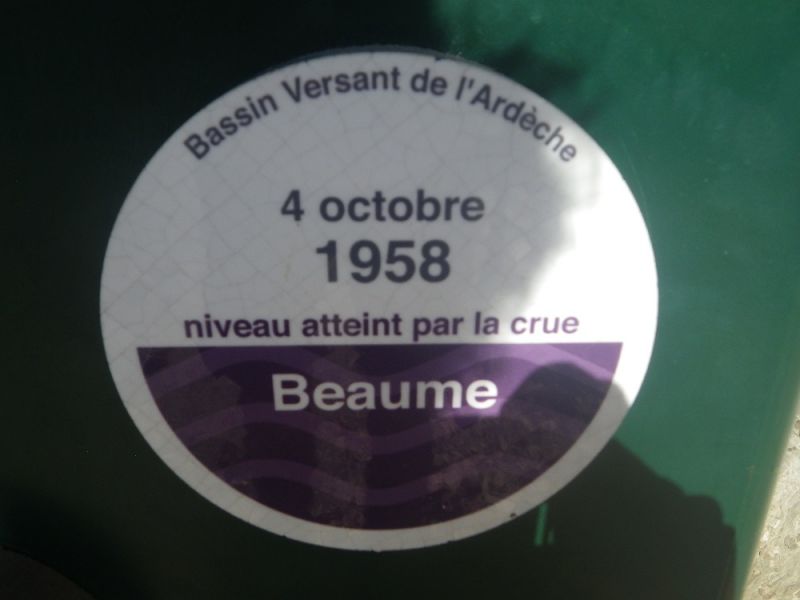 Bassin Versant de l'Ardèche
4 octobre
1958
niveau atteint par la crue
Beaume